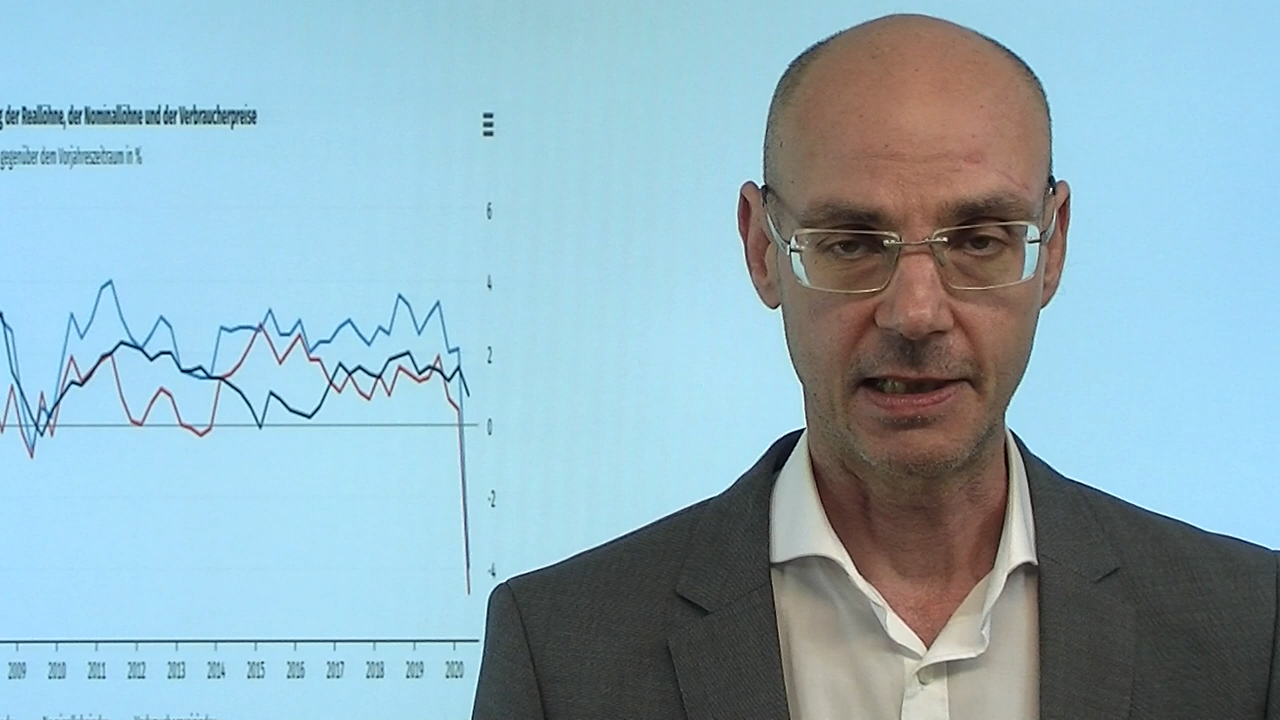 der Reallöhne, der Nominallöhne und der Verbraucherpreise
gegenüber dem Vorjahreszeitraum in %
6
4
2
0
-2
-4
2009 2010 2011 2012 2013 2014 2015 2016 2017 2018 2019 2020